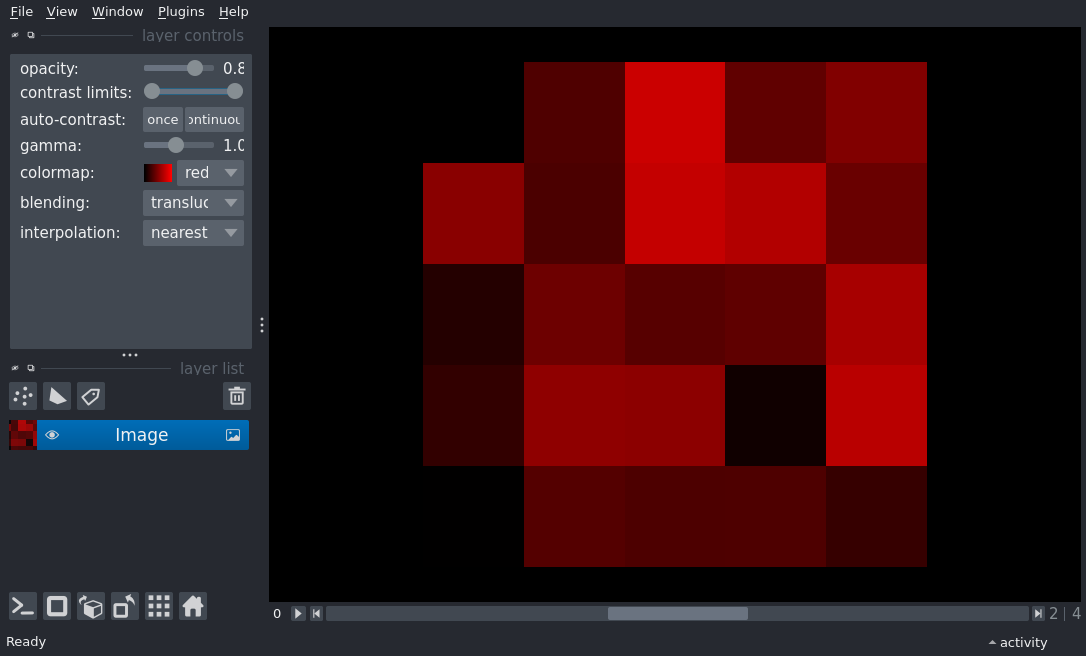 File View Window Plugins Help
layer controls
opacity: 0.8
contrast limits:
auto-contrast: once ontinuou
gamma: 1.0
colormap: red
blending: transluc
interpolation: nearest
layer list
Image
0 2 | 4
Ready activity